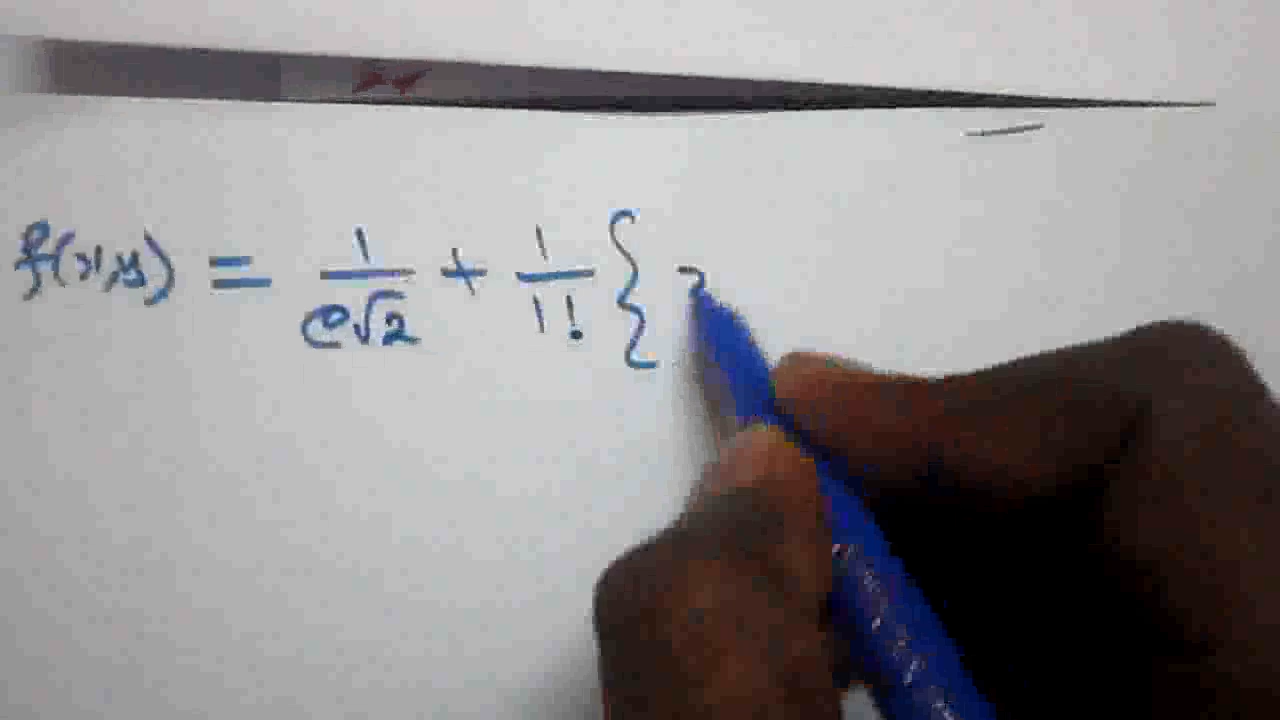 f(x,y) = 1/e√2 + 1/1! {